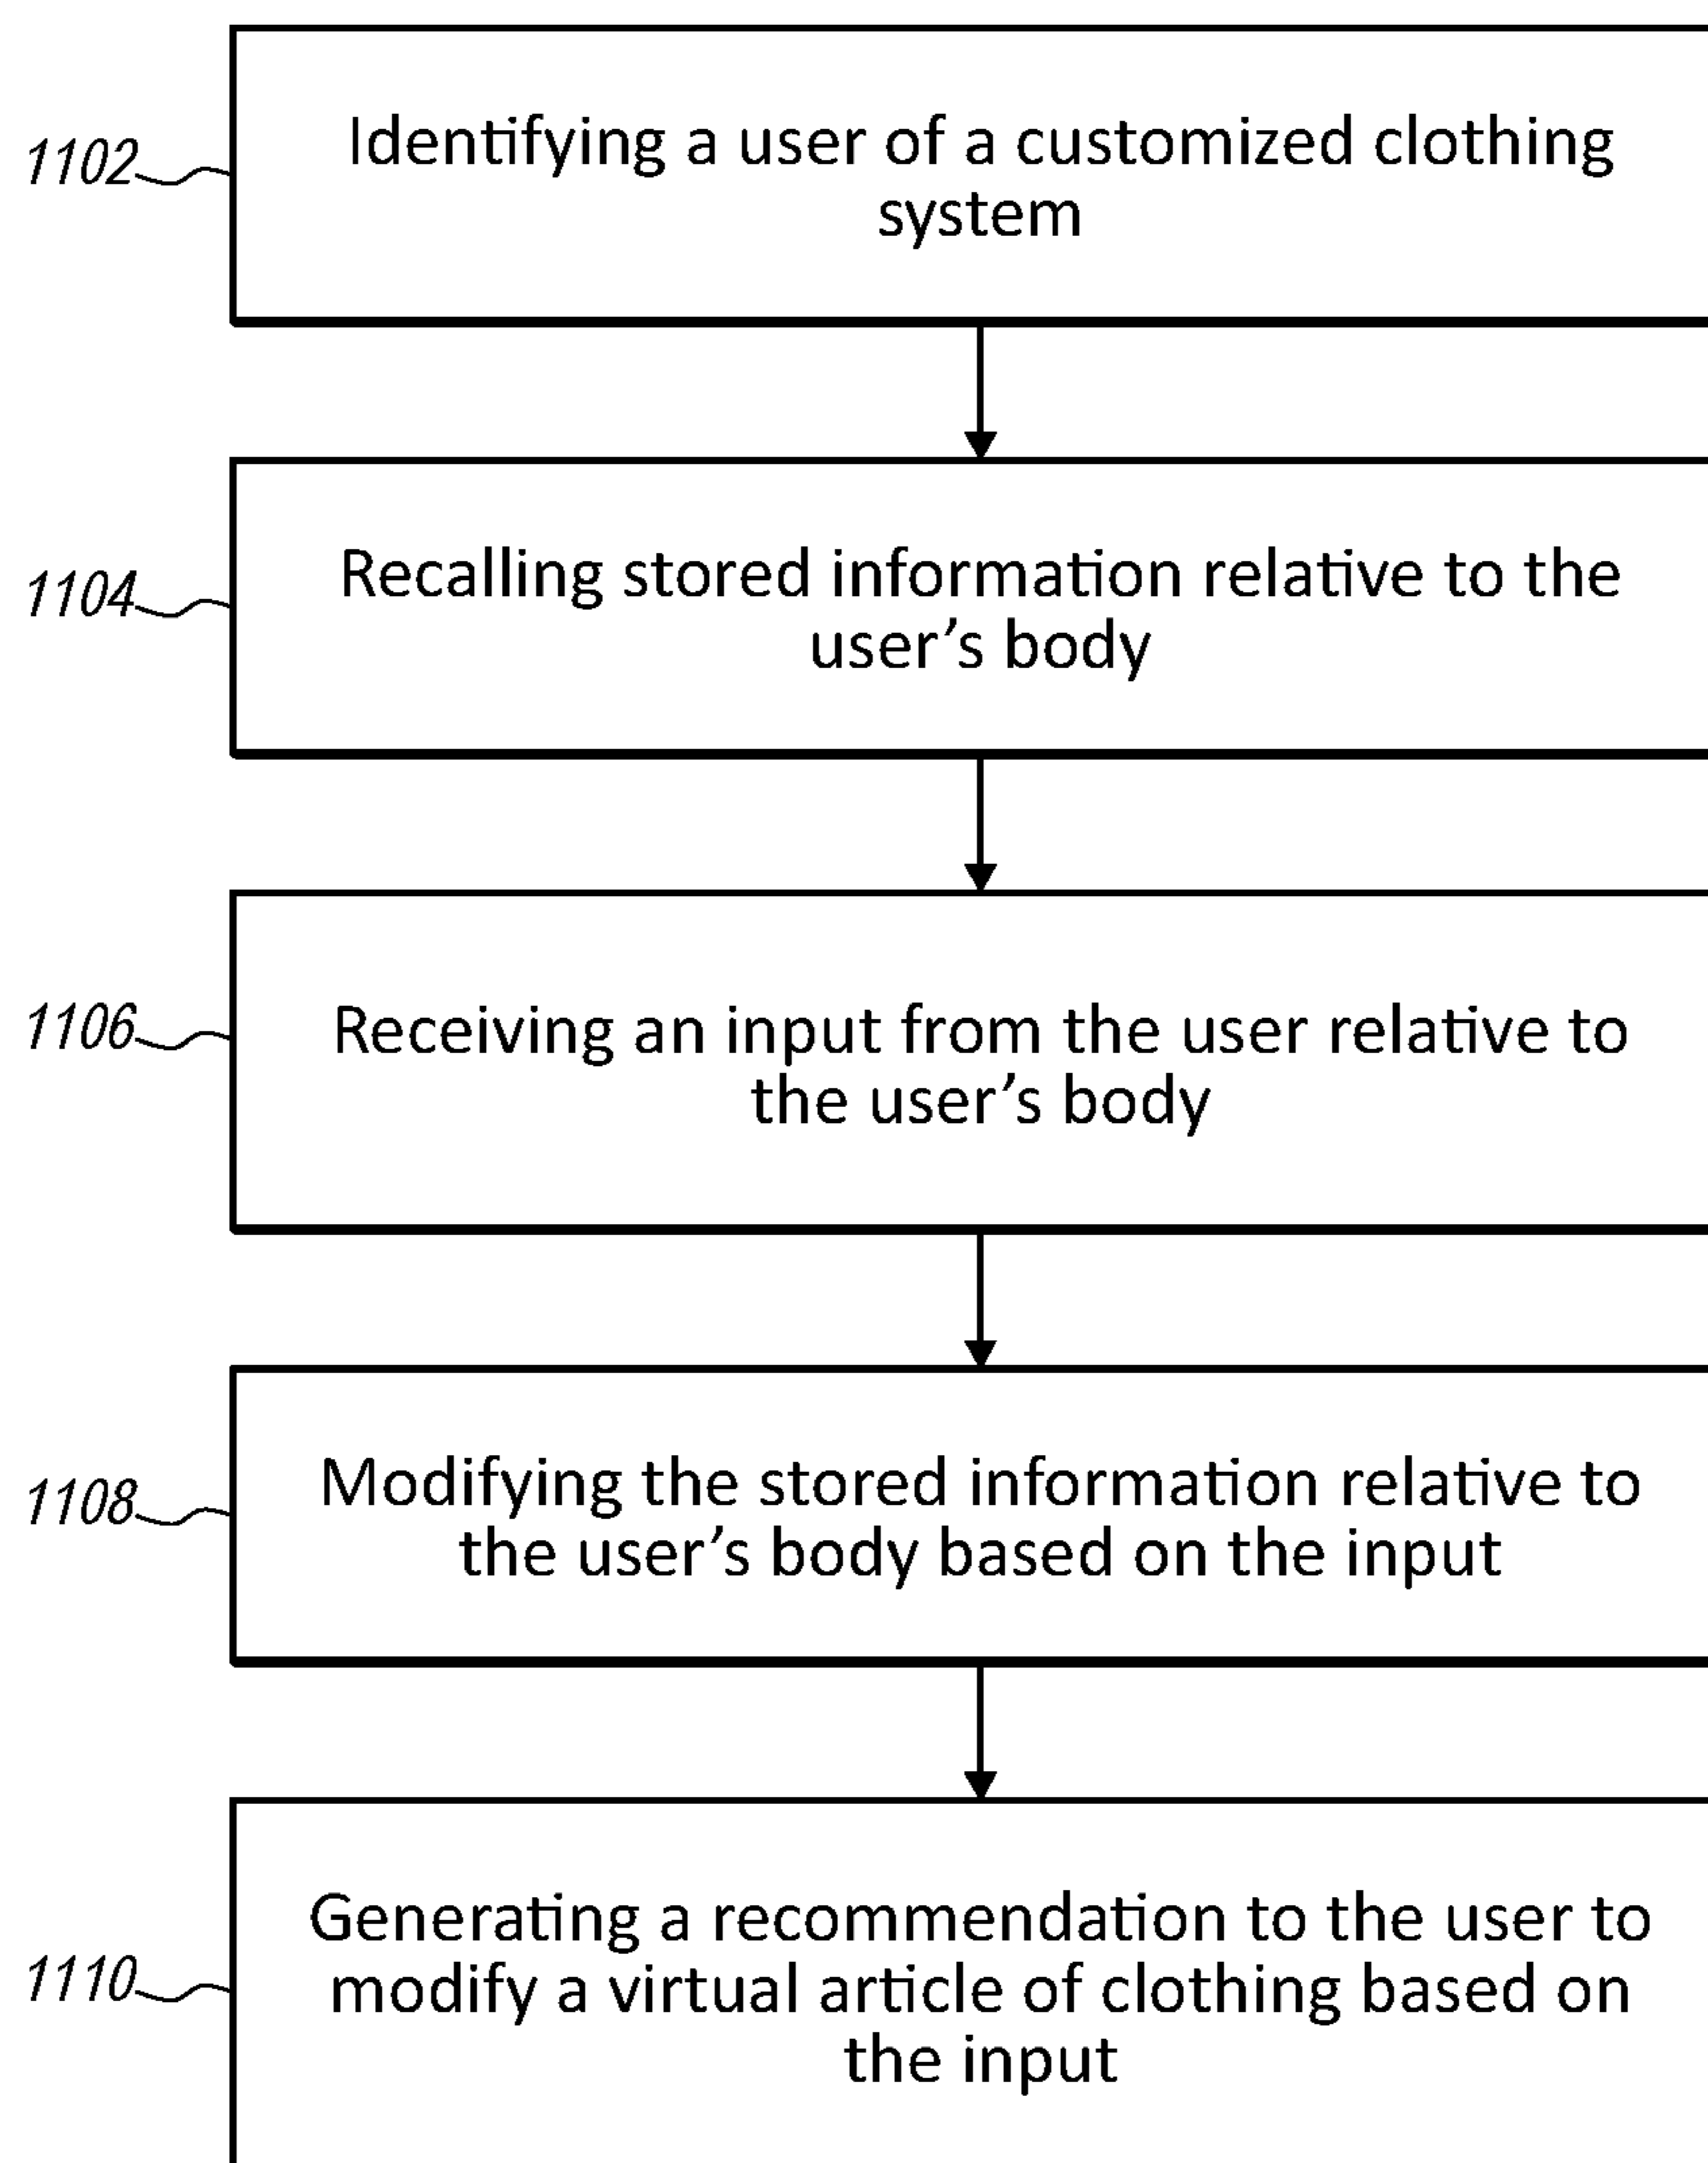 1102
Identifying a user of a customized clothing
system
1104
Recalling stored information relative to the
user’s body
1106
Receiving an input from the user relative to
the user’s body
1108
Modifying the stored information relative to
the user’s body based on the input
1110
Generating a recommendation to the user to
modify a virtual article of clothing based on
the input